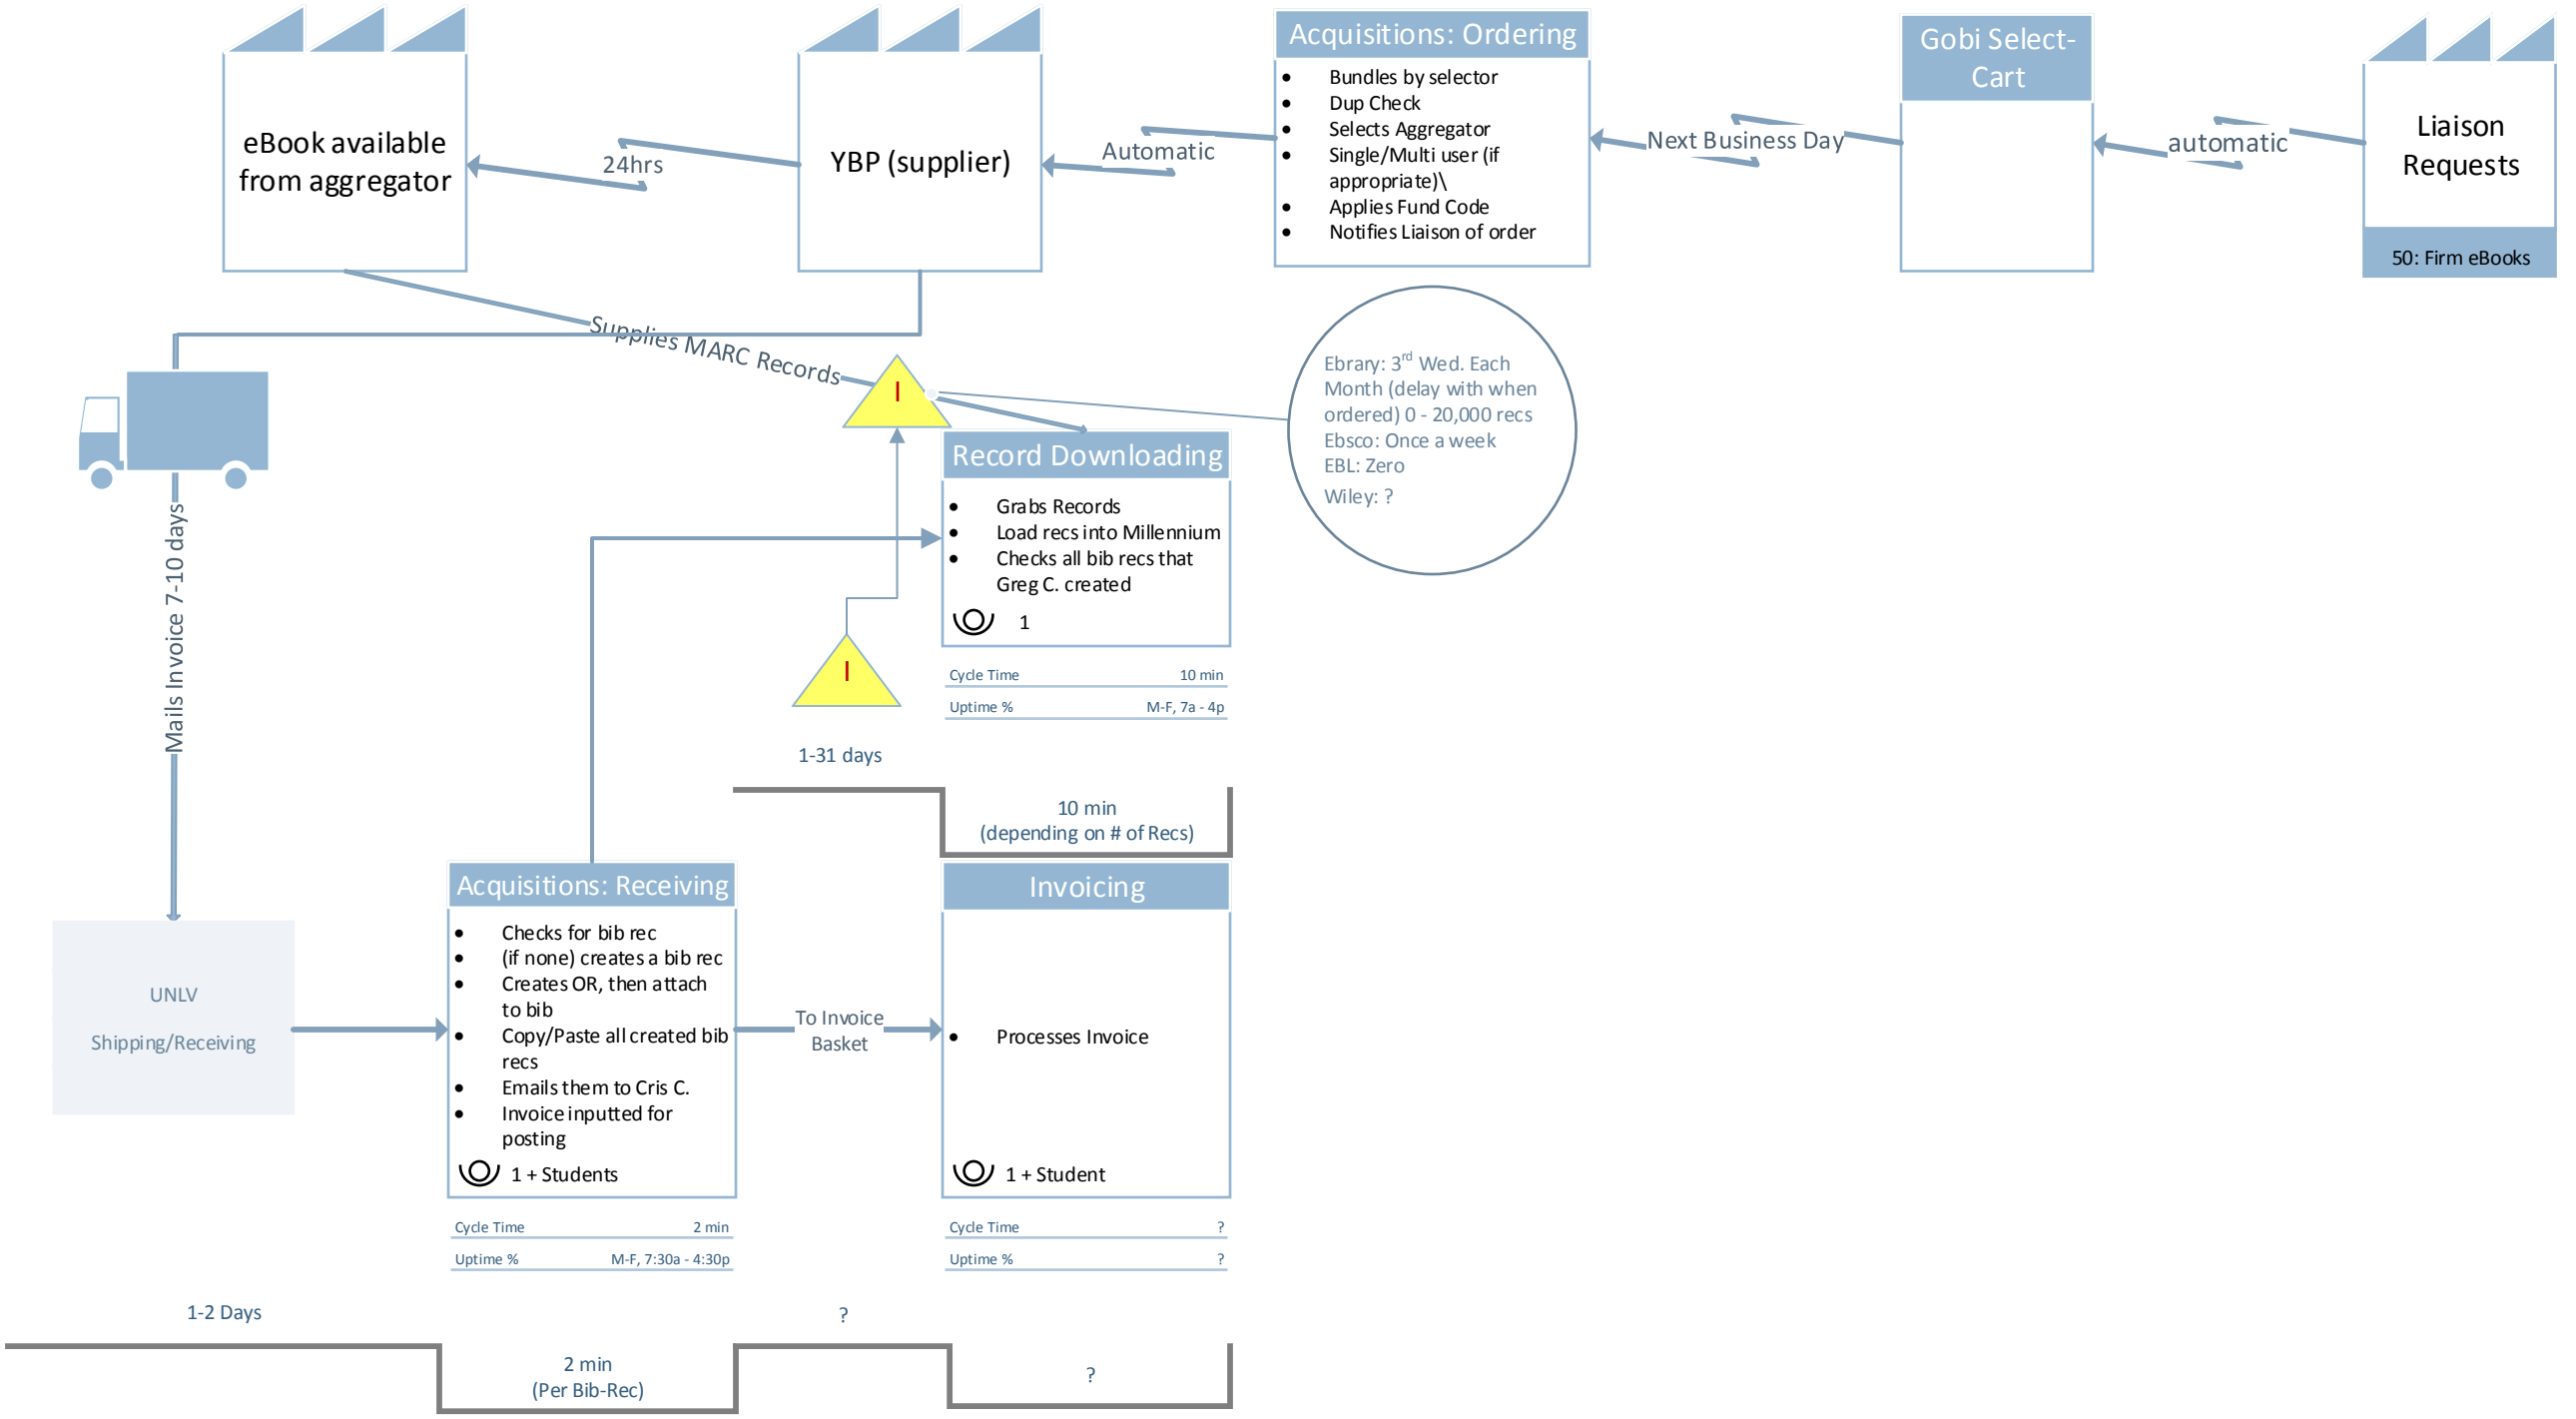 eBook available
from aggregator
24hrs
YBP (supplier)
Automatic
Acquisitions: Ordering
• Bundles by selector
• Dup Check
• Selects Aggregator
• Single/Multi user (if
appropriate)\
• Applies Fund Code
• Notifies Liaison of order
Next Business Day
Gobi Select-
Cart
automatic
Liaison
Requests
50: Firm eBooks
Supplies MARC Records
I
Ebrary: 3rd Wed. Each
Month (delay with when
ordered) 0 - 20,000 recs
Ebsco: Once a week
EBL: Zero
Wiley: ?
Mails Invoice 7-10 days
Record Downloading
• Grabs Records
• Load recs into Millennium
• Checks all bib recs that
Greg C. created
1
Cycle Time 10 min
Uptime % M-F, 7a - 4p
I
1-31 days
10 min
(depending on # of Recs)
UNLV
Shipping/Receiving
Acquisitions: Receiving
• Checks for bib rec
• (if none) creates a bib rec
• Creates OR, then attach
to bib
• Copy/Paste all created bib
recs
• Emails them to Cris C.
• Invoice inputted for
posting
1 + Students
Cycle Time 2 min
Uptime % M-F, 7:30a - 4:30p
To Invoice
Basket
Invoicing
• Processes Invoice
1 + Student
Cycle Time ?
Uptime % ?
1-2 Days
2 min
(Per Bib-Rec)
?
?